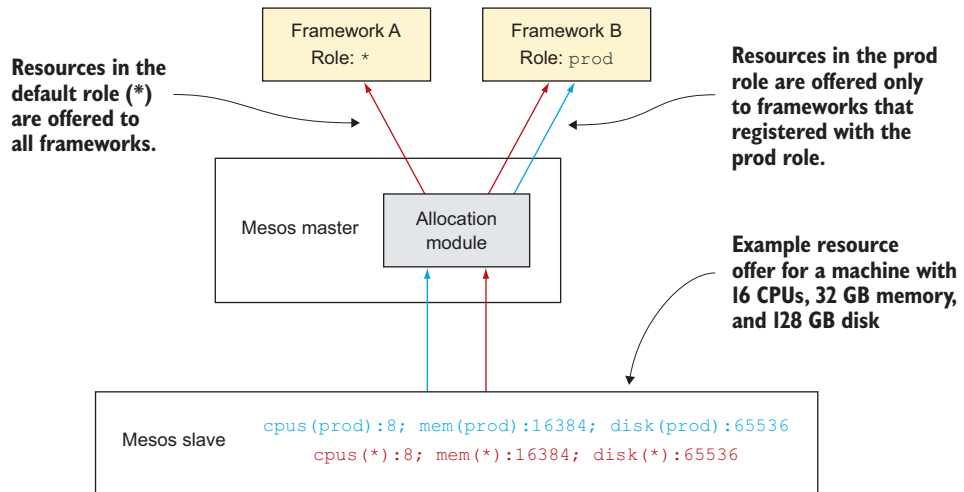 Framework A
Role: *
Framework B
Role: prod
Resources in the
default role (*)
are offered to
all frameworks.
Resources in the prod
role are offered only
to frameworks that
registered with the
prod role.
Mesos master
Allocation
module
Example resource
offer for a machine with
16 CPUs, 32 GB memory,
and 128 GB disk
Mesos slave
cpus(prod):8; mem(prod):16384; disk(prod):65536
cpus(*):8; mem(*):16384; disk(*):65536